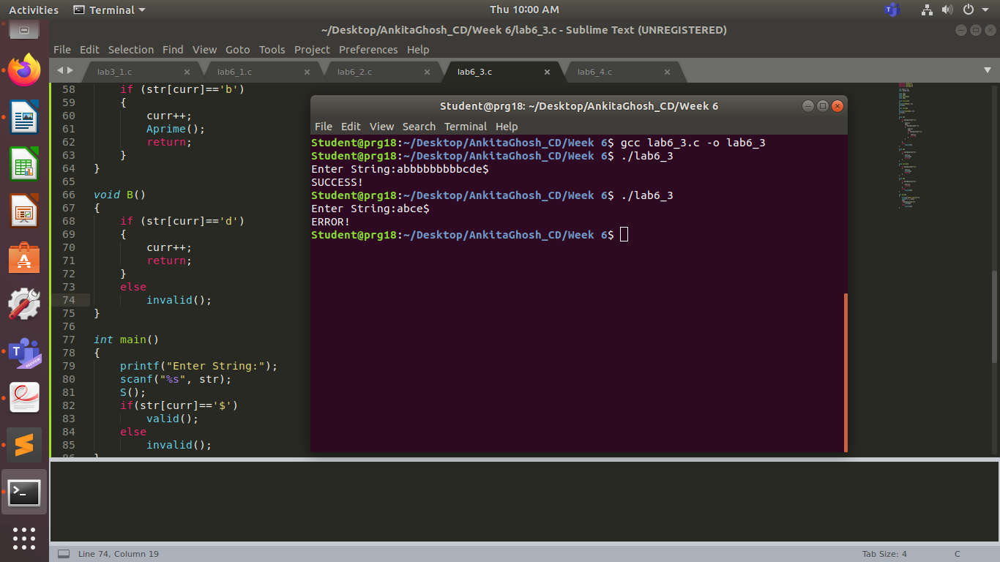 Activities Terminal Thu 10:00 AM
~/Desktop/AnkitaGhosh_CD/Week 6/lab6_3.c - Sublime Text (UNREGISTERED)
File Edit Selection Find View Goto Tools Project Preferences Help
lab3_1.c × lab6_1.c × lab6_2.c × lab6_3.c × lab6_4.c ×
58 if (str[curr]=='b')
59 {
60 curr++;
61 Aprime();
62 return;
63 }
64 }
65
66 void B()
67 {
68 if (str[curr]=='d')
69 {
70 curr++;
71 return;
72 }
73 else
74 invalid();
75 }
76
77 int main()
78 {
79 printf("Enter String:");
80 scanf("%s", str);
81 S();
82 if(str[curr]=='$')
83 valid();
84 else
85 invalid();
86 }
Student@prg18: ~/Desktop/AnkitaGhosh_CD/Week 6
File Edit View Search Terminal Help
Student@prg18:~/Desktop/AnkitaGhosh_CD/Week 6$ gcc lab6_3.c -o lab6_3
Student@prg18:~/Desktop/AnkitaGhosh_CD/Week 6$ ./lab6_3
Enter String:abbbbbbbbbcde$
SUCCESS!
Student@prg18:~/Desktop/AnkitaGhosh_CD/Week 6$ ./lab6_3
Enter String:abce$
ERROR!
Student@prg18:~/Desktop/AnkitaGhosh_CD/Week 6$
PREVIEW
Line 74, Column 19 Tab Size: 4 C